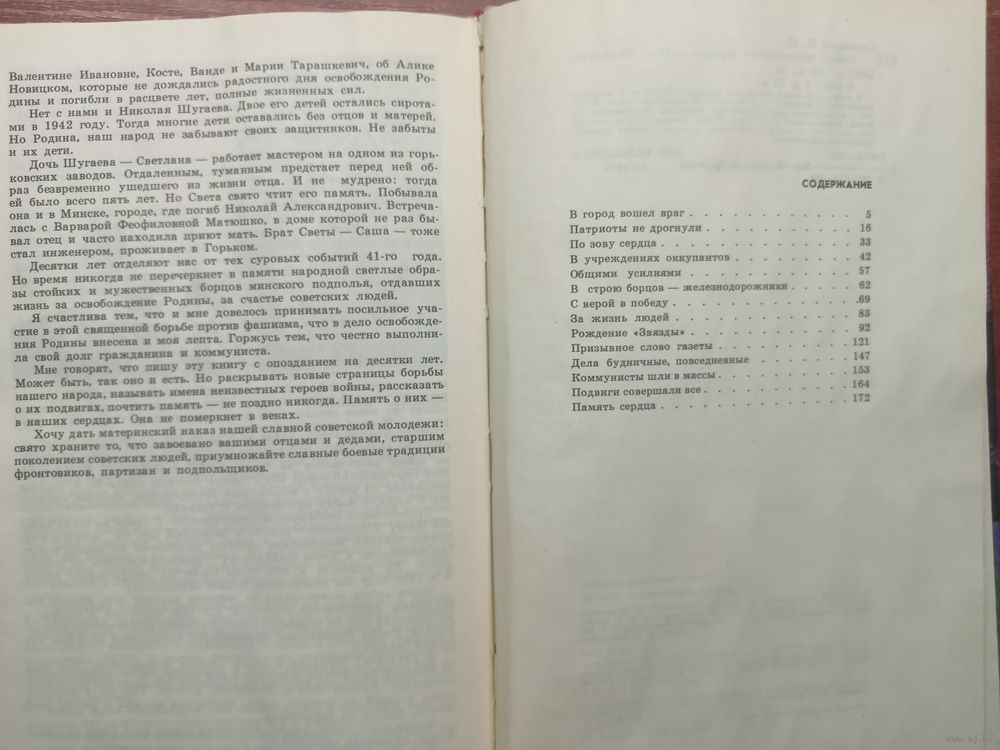 Валентине Ивановне, Косте, Ванде и Марии Тарашкевич, об Алике
Новицком, которые не дождались радостного дня освобождения Ро-
дины и погибли в расцвете лет, полные жизненных сил.
Нет с нами и Николая Шугаева. Двое его детей остались сирота-
ми в 1942 году. Тогда многие дети оставались без отцов и матерей.
Но Родина, наш народ не забывают своих защитников. Не забыты
и их дети.
Дочь Шугаева — Светлана — работает мастером на одном из горь-
ковских заводов. Отдаленным, туманным предстает перед ней об-
раз безвременно ушедшего из жизни отца. И не мудрено: тогда
ей было всего пять лет. Но Света свято чтит его память. Побывала
она и в Минске, городе, где погиб Николай Александрович. Встреча-
лась с Варварой Феофиловной Матюшко, в доме которой не раз бы-
вал отец и часто находила приют мать. Брат Светы — Саша — тоже
стал инженером, проживает в Горьком.
Десятки лет отделяют нас от тех суровых событий 41-го года.
Но время никогда не перечеркнет в памяти народной светлые обра-
зы стойких и мужественных борцов минского подполья, отдавших
жизнь за освобождение Родины, за счастье советских людей.
Я счастлива тем, что и мне довелось принимать посильное уча-
стие в этой священной борьбе против фашизма, что в дело освобожде-
ния Родины внесена и моя лепта. Горжусь тем, что честно выполни-
ла свой долг гражданина и коммуниста.
Мне говорят, что пишу эту книгу с опозданием на десятки лет.
Может быть, так оно и есть. Но раскрывать новые страницы борьбы
нашего народа, называть имена неизвестных героев войны, рассказать
о их подвигах, почтить память — не поздно никогда. Память о них —
в наших сердцах. Она не померкнет в веках.
Хочу дать материнский наказ нашей славной советской молодежи:
свято храните то, что завоевано вашими отцами и дедами, старшим
поколением советских людей, приумножайте славные боевые традиции
фронтовиков, партизан и подпольщиков.
СОДЕРЖАНИЕ
В город вошел враг . . . . . . . . . . . 5
Патриоты не дрогнули . . . . . . . . . . 16
По зову сердца . . . . . . . . . . . . . 33
В учреждениях оккупантов . . . . . . . . 42
Общими усилиями . . . . . . . . . . . 57
В строю борцов — железнодорожники . . . . . 62
С верой в победу . . . . . . . . . . . . .69
За жизнь людей . . . . . . . . . . . . 83
Рождение «Звязды» . . . . . . . . . . . 92
Призывное слово газеты . . . . . . . . . 121
Дела будничные, повседневные . . . . . . . 147
Коммунисты шли в массы . . . . . . . . . 153
Подвиги совершали все . . . . . . . . . . 164
Память сердца . . . . . . . . . . . . . 172
www.ay.by